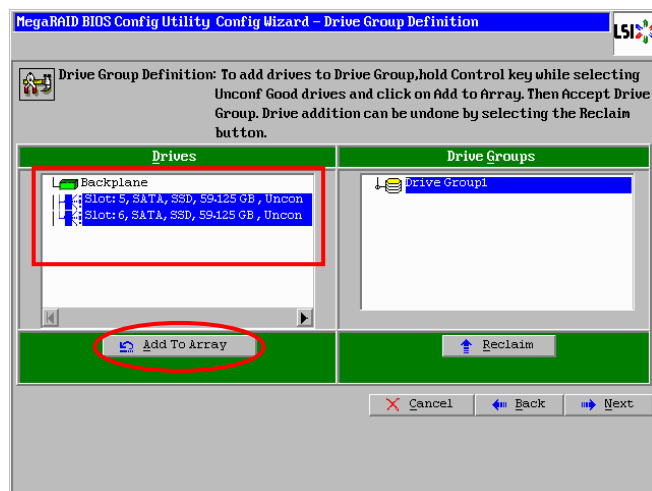 MegaRAID BIOS Config Utility Config Wizard – Drive Group Definition
LSI
Drive Group Definition: To add drives to Drive Group,hold Control key while selecting
Unconf Good drives and click on Add to Array. Then Accept Drive
Group. Drive addition can be undone by selecting the Reclaim
button.
Drives
Drive Groups
Backplane
Slot: 5, SATA, SSD, 59.125 GB , Uncon
Slot: 6, SATA, SSD, 59.125 GB , Uncon
Drive Group1
Add To Array
Reclaim
Cancel
Back
Next